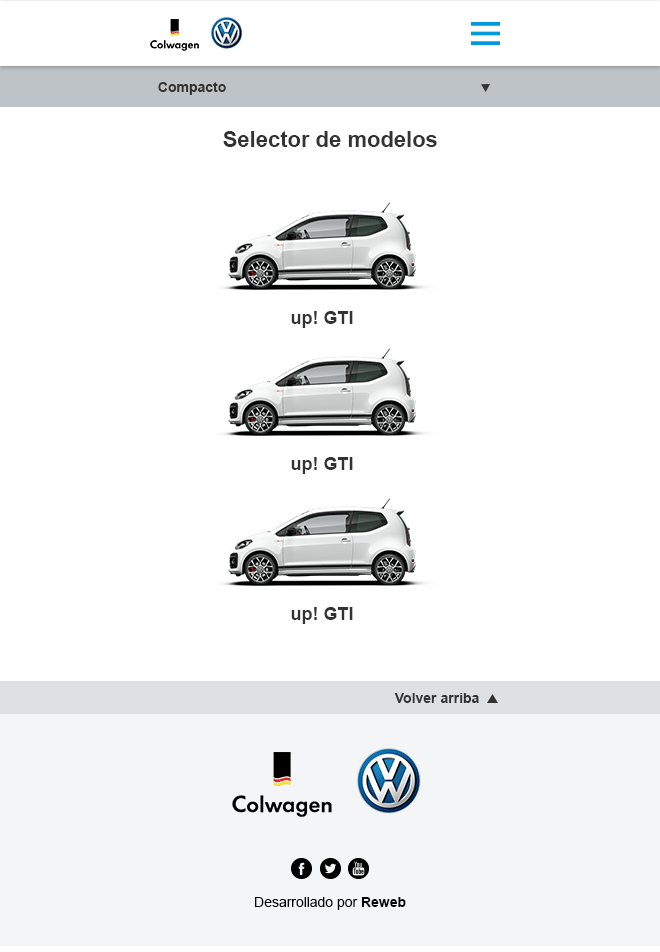 Colwagen
Compacto
Selector de modelos
up! GTI
up! GTI
up! GTI
Volver arriba
Colwagen
You
Tube
Desarrollado por Reweb